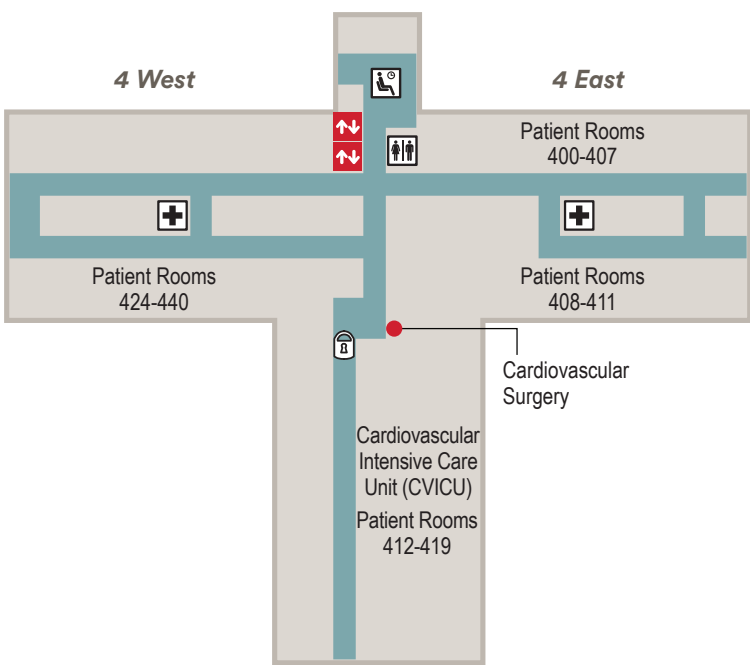 4 West
4 East
Patient Rooms
400-407
Patient Rooms
424-440
Patient Rooms
408-411
Cardiovascular
Surgery
Cardiovascular
Intensive Care
Unit (CVICU)
Patient Rooms
412-419